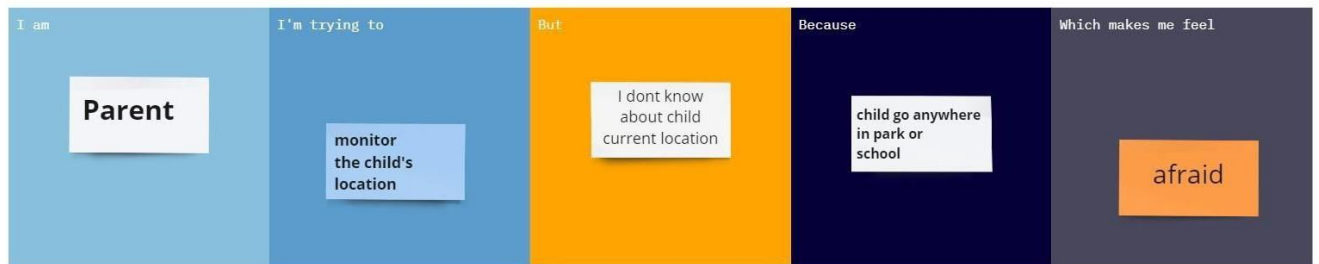 I am
Parent
I'm trying to
monitor
the child's
location
But
I dont know
about child
current location
Because
child go anywhere
in park or
school
Which makes me feel
afraid